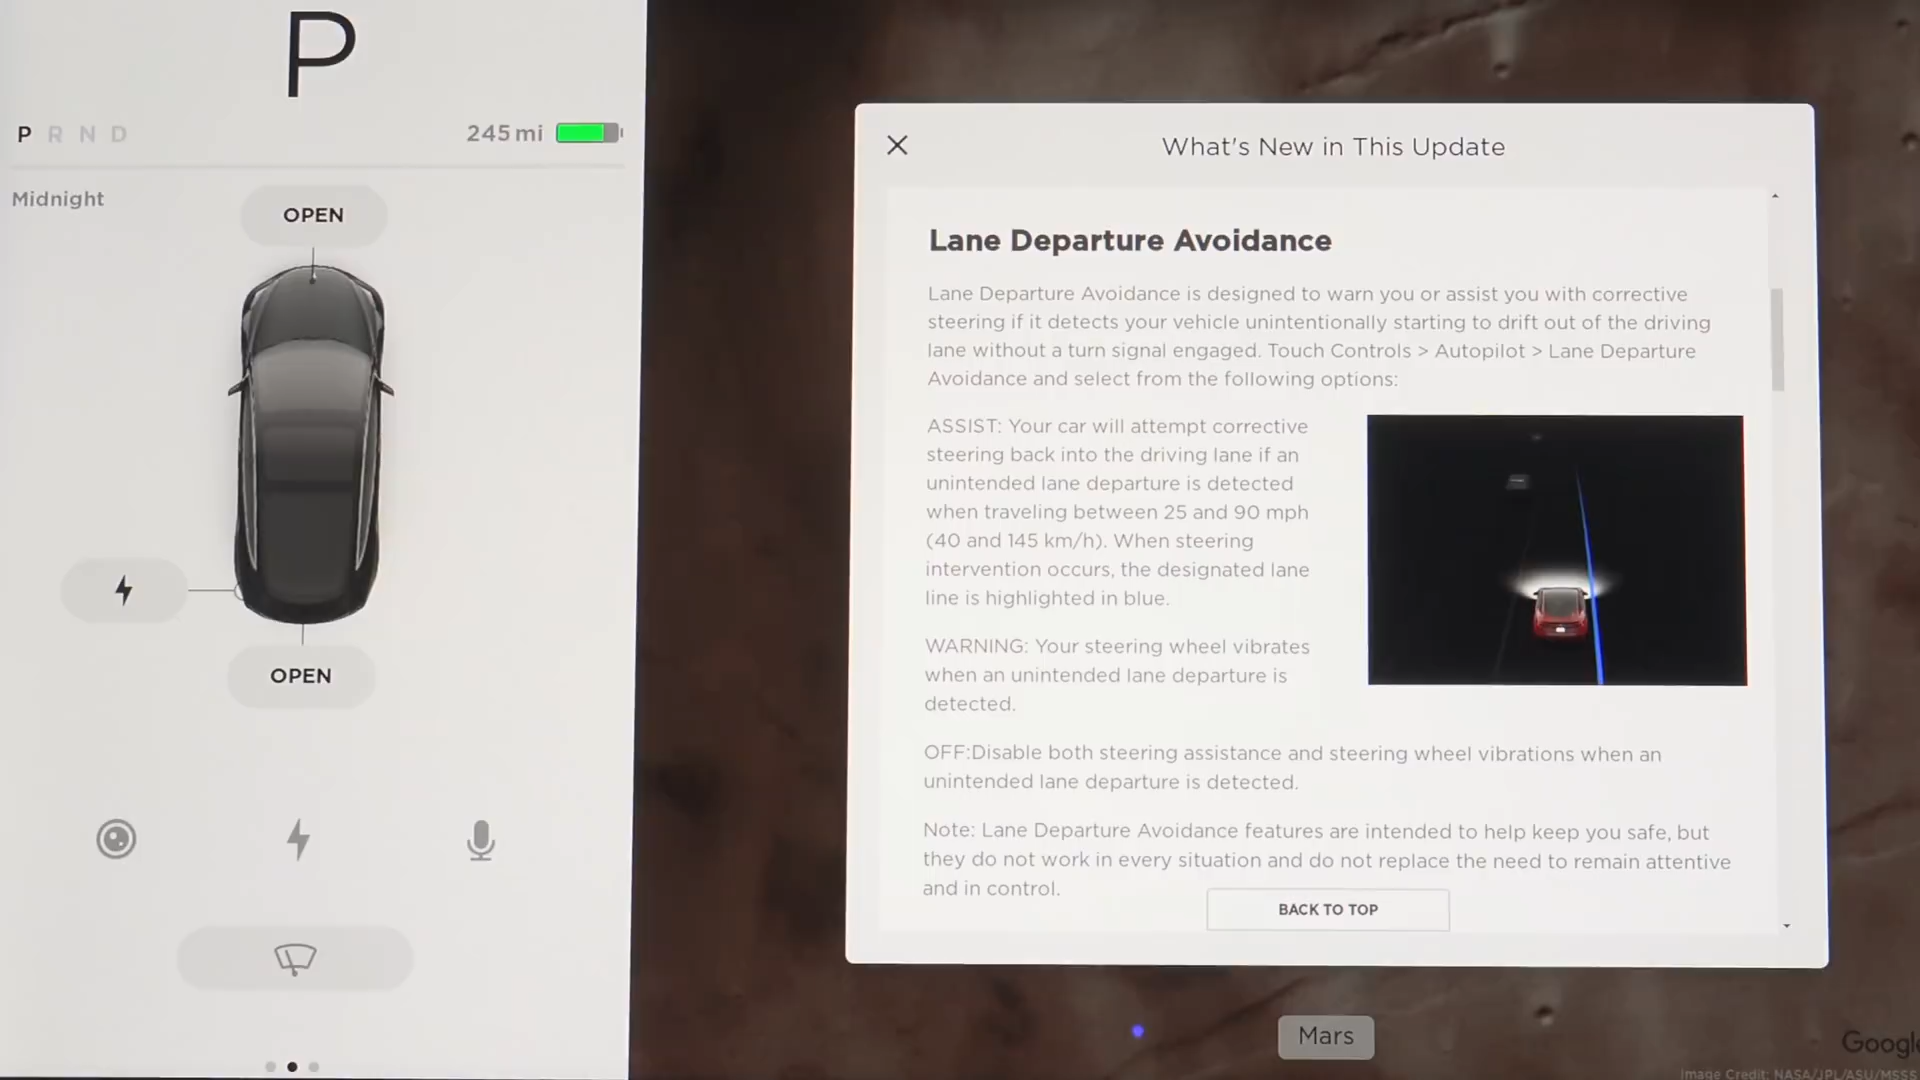 P
P R N D
245 mi
Midnight
OPEN
OPEN
What's New in This Update
Lane Departure Avoidance
Lane Departure Avoidance is designed to warn you or assist you with corrective
steering if it detects your vehicle unintentionally starting to drift out of the driving
lane without a turn signal engaged. Touch Controls > Autopilot > Lane Departure
Avoidance and select from the following options:
ASSIST: Your car will attempt corrective
steering back into the driving lane if an
unintended lane departure is detected
when traveling between 25 and 90 mph
(40 and 145 km/h). When steering
intervention occurs, the designated lane
line is highlighted in blue.
WARNING: Your steering wheel vibrates
when an unintended lane departure is
detected.
OFF:Disable both steering assistance and steering wheel vibrations when an
unintended lane departure is detected.
Note: Lane Departure Avoidance features are intended to help keep you safe, but
they do not work in every situation and do not replace the need to remain attentive
and in control.
BACK TO TOP
Mars
Google
Image Credit: NASA/JPL/ASU/MSSS